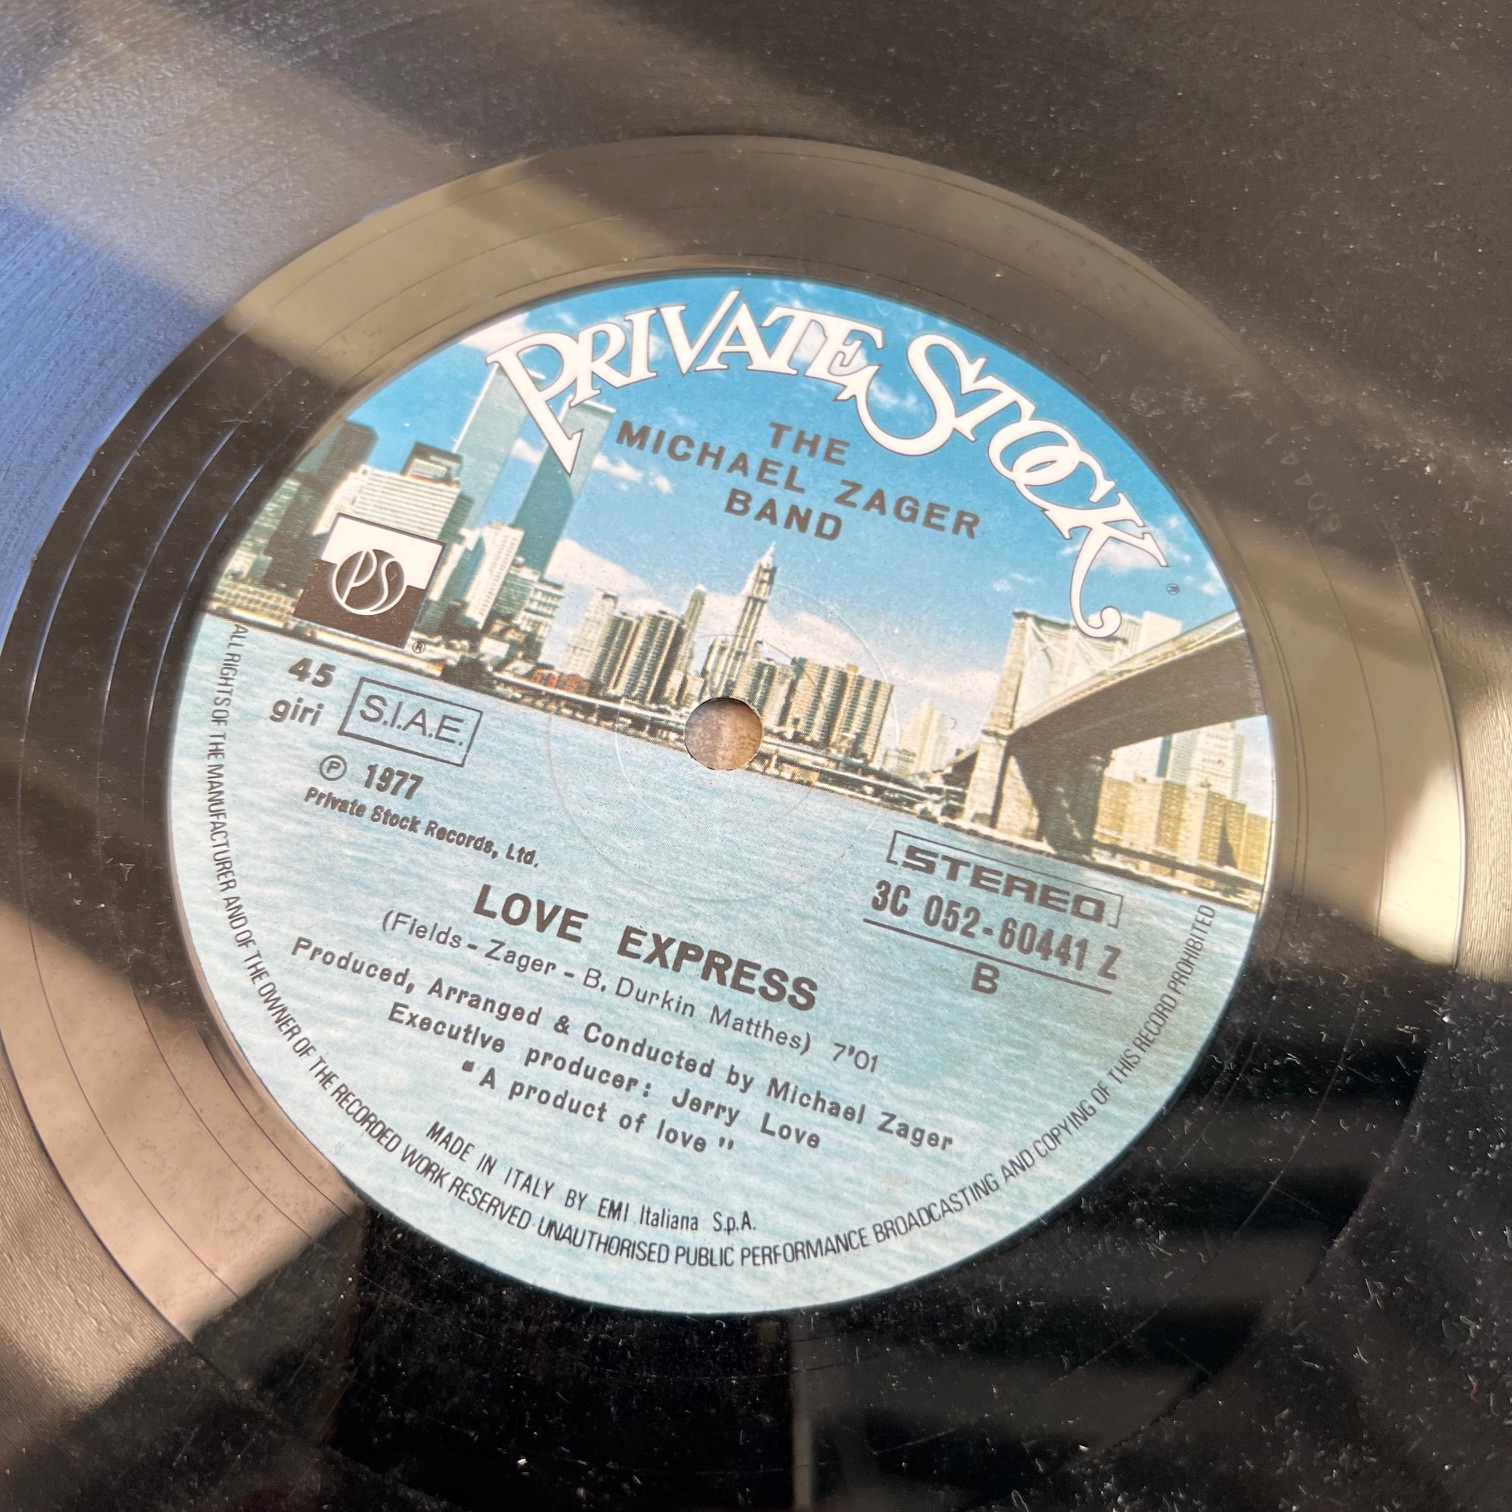 PRIVATE STOCK
®
THE
MICHAEL ZAGER
BAND
PS
®
45
giri
S.I.A.E.
℗ 1977
Private Stock Records, Ltd.
STEREO
3C 052-60441 Z
B
LOVE EXPRESS
(Fields - Zager - B. Durkin Matthes) 7'01
Produced, Arranged & Conducted by Michael Zager
Executive producer: Jerry Love
"A product of love"
MADE IN ITALY BY EMI Italiana S.p.A.
ALL RIGHTS OF THE MANUFACTURER AND OF THE OWNER OF THE RECORDED WORK RESERVED UNAUTHORISED PUBLIC PERFORMANCE BROADCASTING AND COPYING OF THIS RECORD PROHIBITED